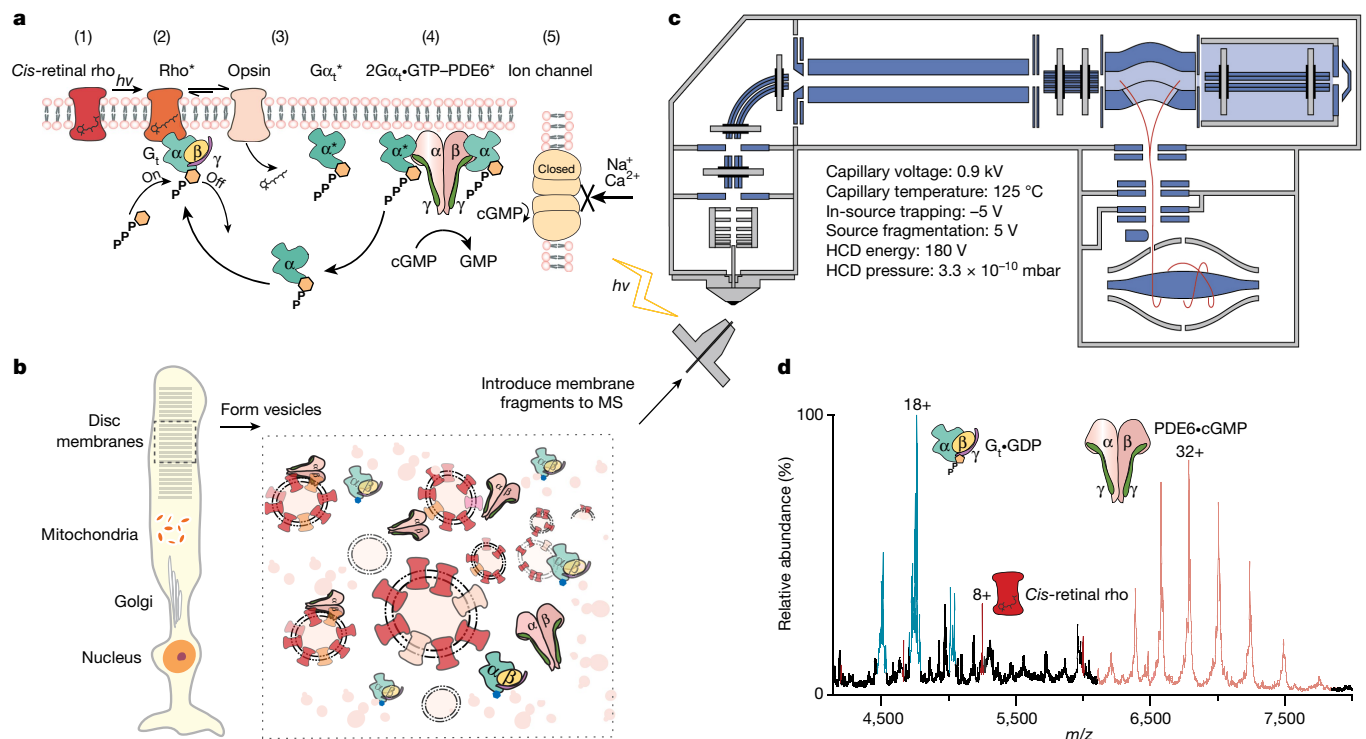 a
(1)
(2)
(3)
(4)
(5)
Cis-retinal rho
hv
Rho*
Opsin
Gαt*
2Gαt•GTP–PDE6*
Ion channel
Gt
α
β
γ
On
Off
P
P
P
P
P
α*
P
P
P
α*
α
β
α
γ
γ
P
P
P
P
P
P
Closed
cGMP
Na+
Ca2+
α
P
P
cGMP
GMP
hv
c
Capillary voltage: 0.9 kV
Capillary temperature: 125 °C
In-source trapping: –5 V
Source fragmentation: 5 V
HCD energy: 180 V
HCD pressure: 3.3 × 10–10 mbar
b
Disc
membranes
Mitochondria
Golgi
Nucleus
Form vesicles
Introduce membrane
fragments to MS
α
β
α
β
α
β
α
β
α
β
α
β
α
β
α
β
d
100
0
Relative abundance (%)
18+
α
β
γ
P
P
Gt•GDP
8+
Cis-retinal rho
α
β
γ
γ
PDE6•cGMP
32+
4,500
5,500
6,500
7,500
m/z